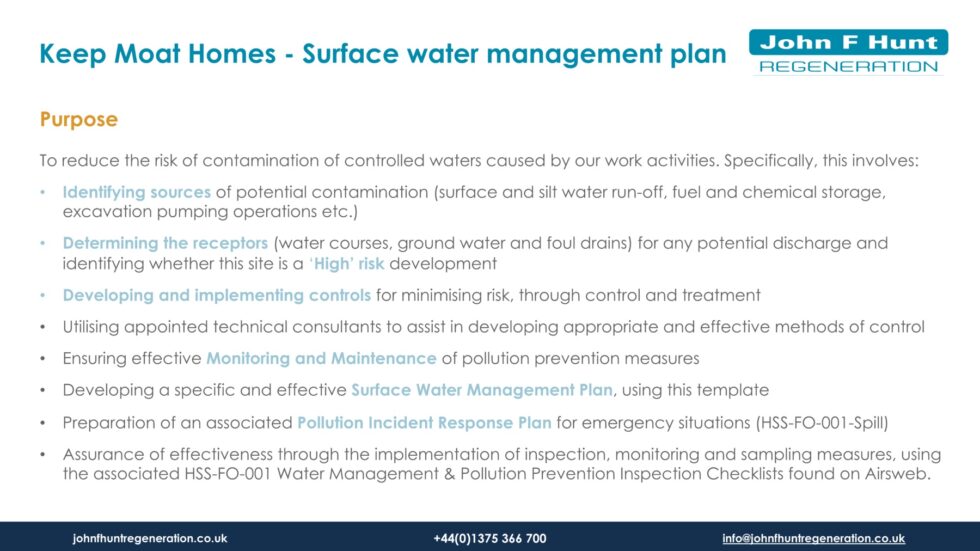 Keep Moat Homes - Surface water management plan
John F Hunt
REGENERATION
Purpose
To reduce the risk of contamination of controlled waters caused by our work activities. Specifically, this involves:
• Identifying sources of potential contamination (surface and silt water run-off, fuel and chemical storage,
excavation pumping operations etc.)
• Determining the receptors (water courses, ground water and foul drains) for any potential discharge and
identifying whether this site is a ‘High’ risk development
• Developing and implementing controls for minimising risk, through control and treatment
• Utilising appointed technical consultants to assist in developing appropriate and effective methods of control
• Ensuring effective Monitoring and Maintenance of pollution prevention measures
• Developing a specific and effective Surface Water Management Plan, using this template
• Preparation of an associated Pollution Incident Response Plan for emergency situations (HSS-FO-001-Spill)
• Assurance of effectiveness through the implementation of inspection, monitoring and sampling measures, using
the associated HSS-FO-001 Water Management & Pollution Prevention Inspection Checklists found on Airsweb.
johnfhuntregeneration.co.uk
+44(0)1375 366 700
info@johnfhuntregeneration.co.uk